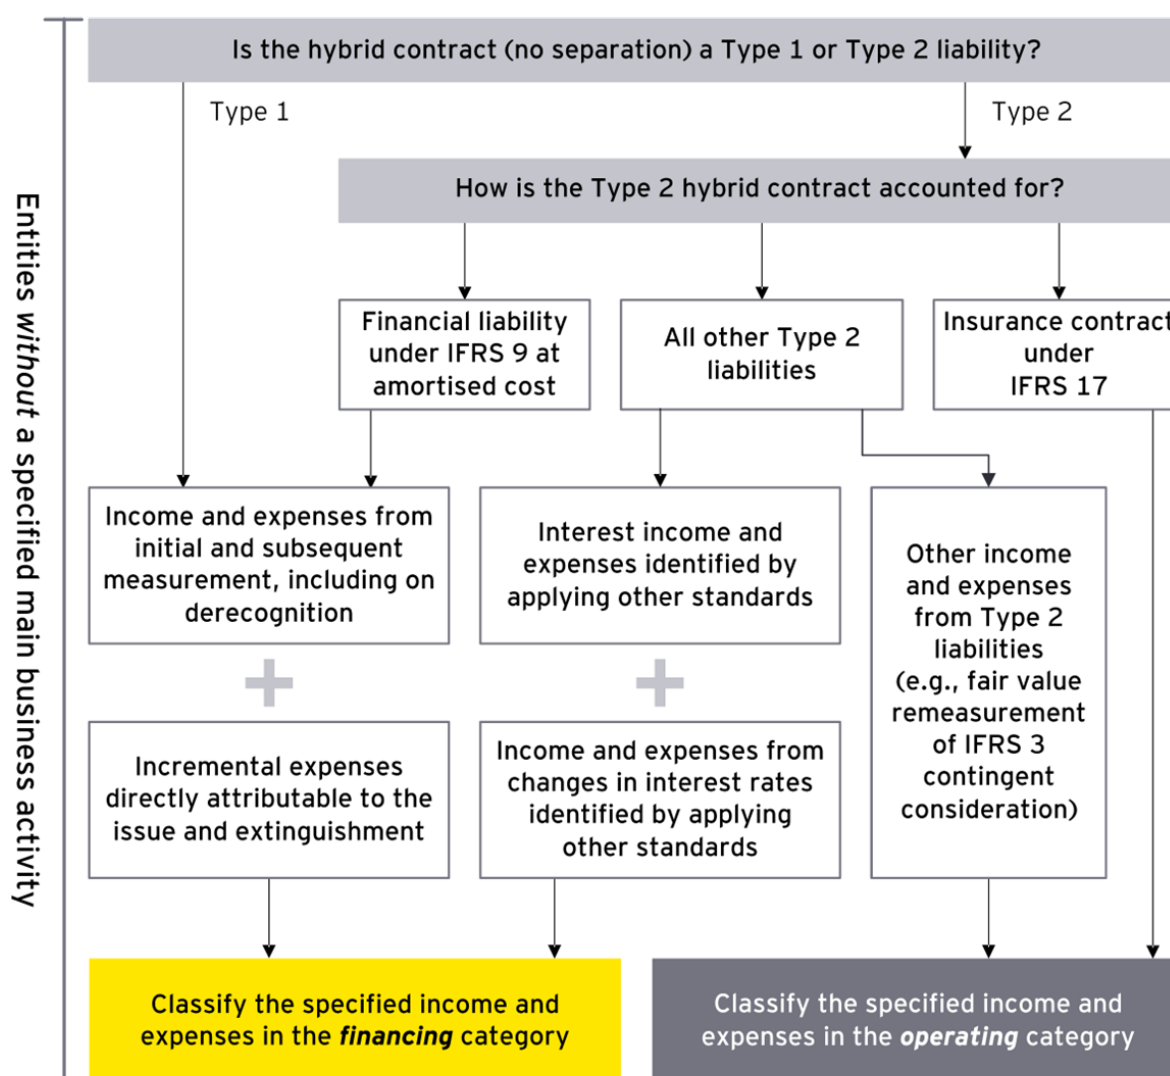 Is the hybrid contract (no separation) a Type 1 or Type 2 liability?
Type 1
Type 2
How is the Type 2 hybrid contract accounted for?
Financial liability
under IFRS 9 at
amortised cost
All other Type 2
liabilities
Insurance contract
under
IFRS 17
Income and expenses from
initial and subsequent
measurement, including on
derecognition
Interest income and
expenses identified by
applying other standards
Other income
and expenses
from Type 2
liabilities
(e.g., fair value
remeasurement
of IFRS 3
contingent
consideration)
Incremental expenses
directly attributable to the
issue and extinguishment
Income and expenses from
changes in interest rates
identified by applying
other standards
Classify the specified income and
expenses in the financing category
Classify the specified income and
expenses in the operating category
Entities without a specified main business activity